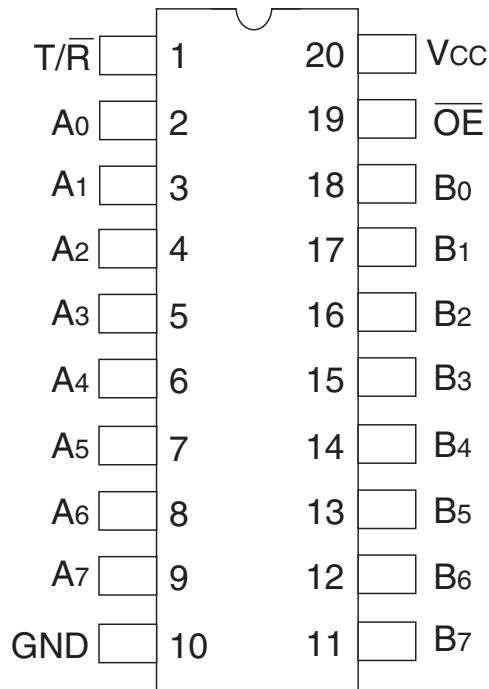 T/R̅ 1 20 VCC
A0 2 19 O̅E̅
A1 3 18 B0
A2 4 17 B1
A3 5 16 B2
A4 6 15 B3
A5 7 14 B4
A6 8 13 B5
A7 9 12 B6
GND 10 11 B7